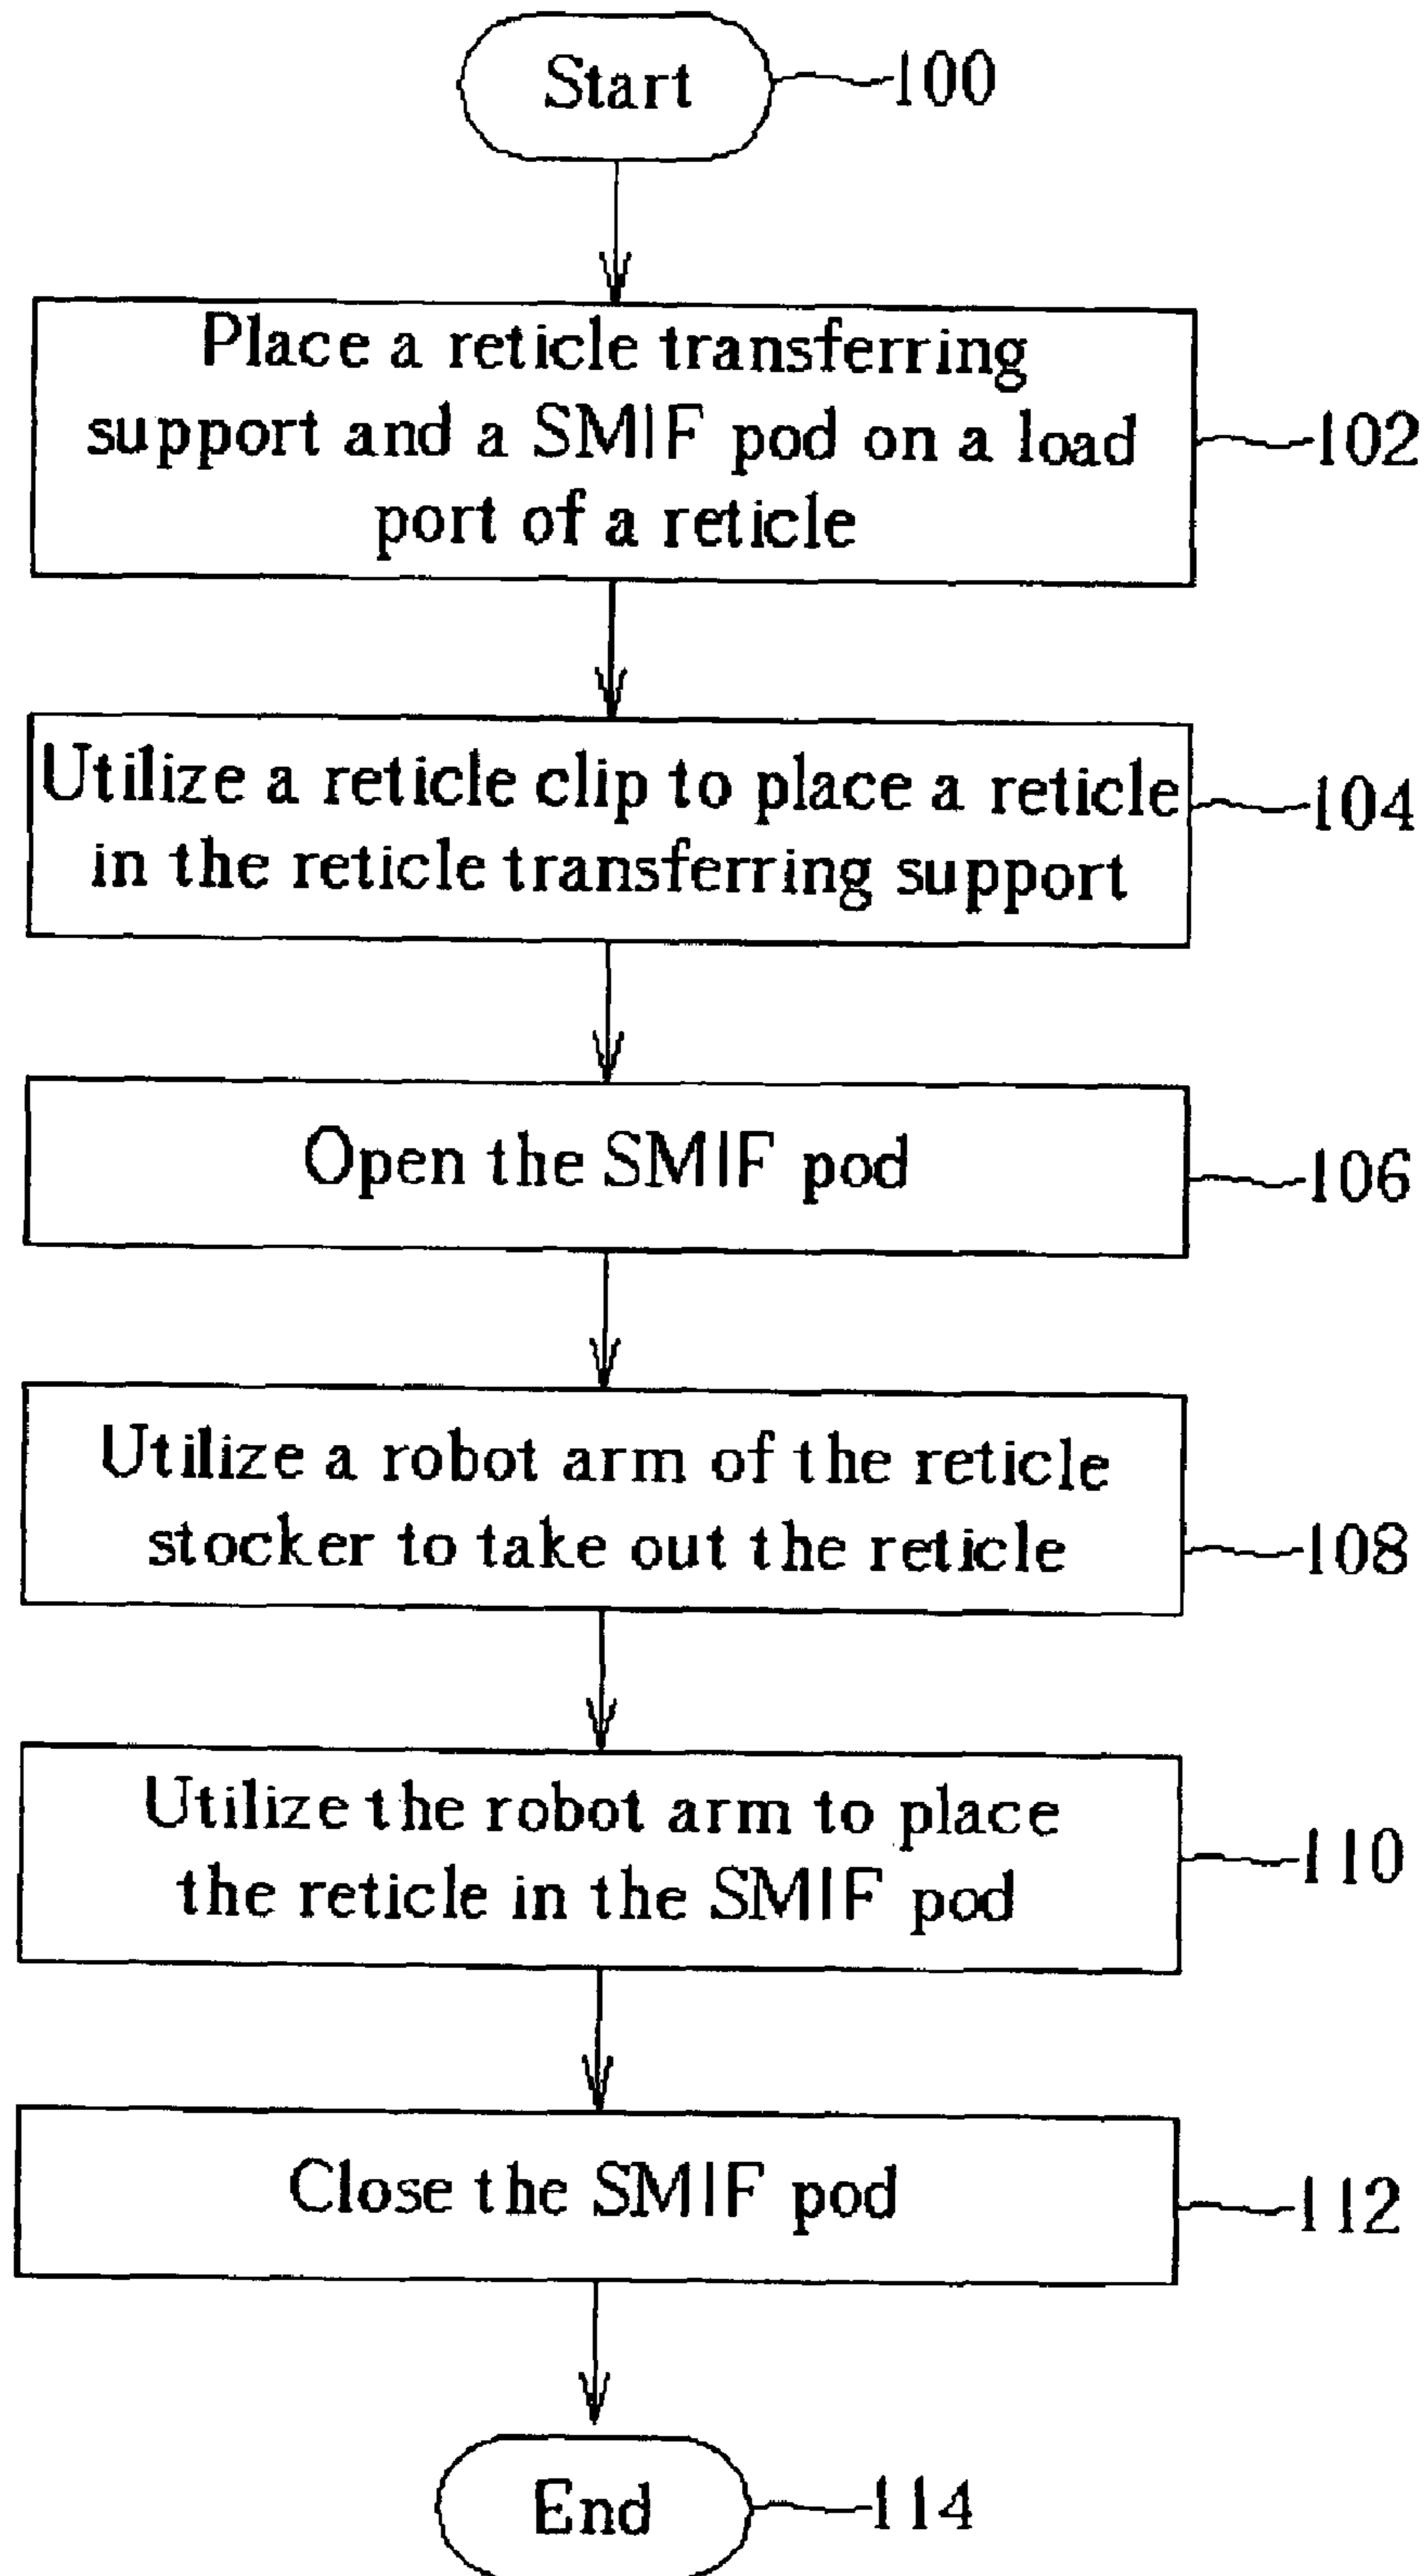 Start
100
Place a reticle transferring
support and a SMIF pod on a load
port of a reticle
102
Utilize a reticle clip to place a reticle
in the reticle transferring support
104
Open the SMIF pod
106
Utilize a robot arm of the reticle
stocker to take out the reticle
108
Utilize the robot arm to place
the reticle in the SMIF pod
110
Close the SMIF pod
112
End
114